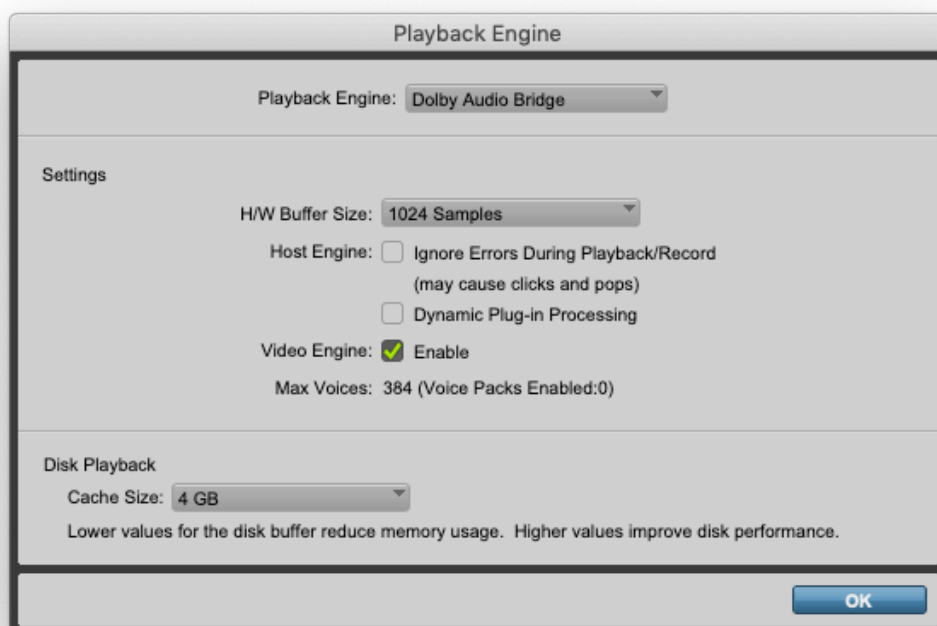 Playback Engine
Playback Engine: Dolby Audio Bridge
Settings
H/W Buffer Size: 1024 Samples
Host Engine: Ignore Errors During Playback/Record
(may cause clicks and pops)
Dynamic Plug-in Processing
Video Engine: Enable
Max Voices: 384 (Voice Packs Enabled:0)
Disk Playback
Cache Size: 4 GB
Lower values for the disk buffer reduce memory usage. Higher values improve disk performance.
OK